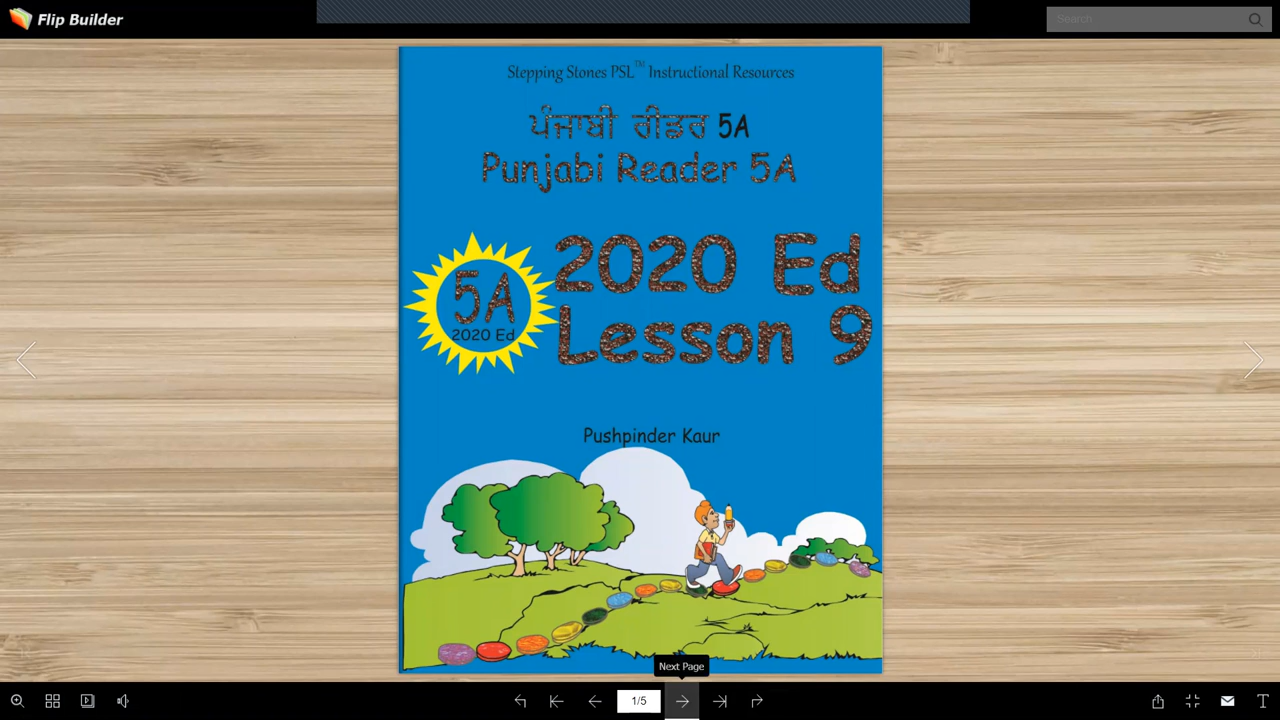 Flip Builder
Search
Stepping Stones PSL™ Instructional Resources
ਪੰਜਾਬੀ ਰੀਡਰ 5A
Punjabi Reader 5A
5A
2020 Ed
2020 Ed
Lesson 9
Pushpinder Kaur
Next Page
1/5